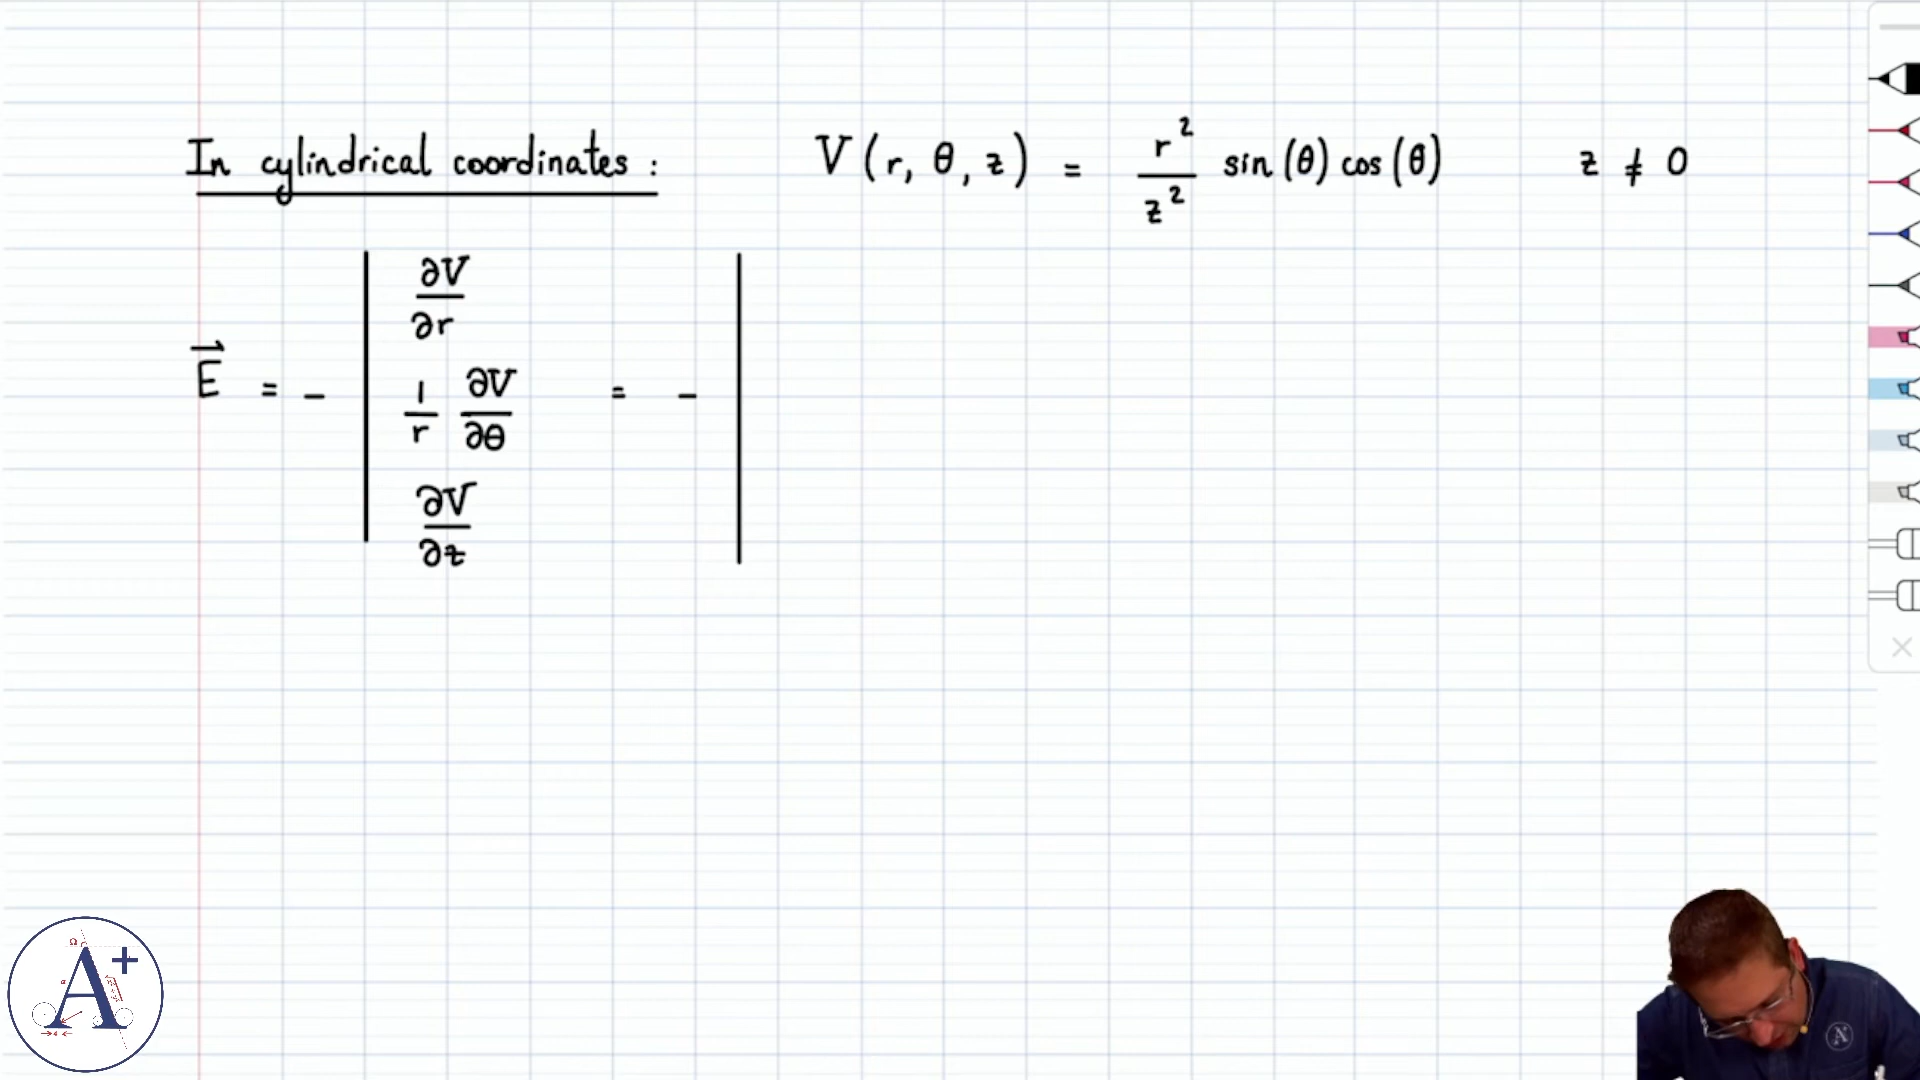 In cylindrical coordinates : V(r, θ, z) = r²/z² sin(θ) cos(θ) z ≠ 0
E⃗ = - | ∂V/∂r
1/r ∂V/∂θ = - |
∂V/∂z
A+